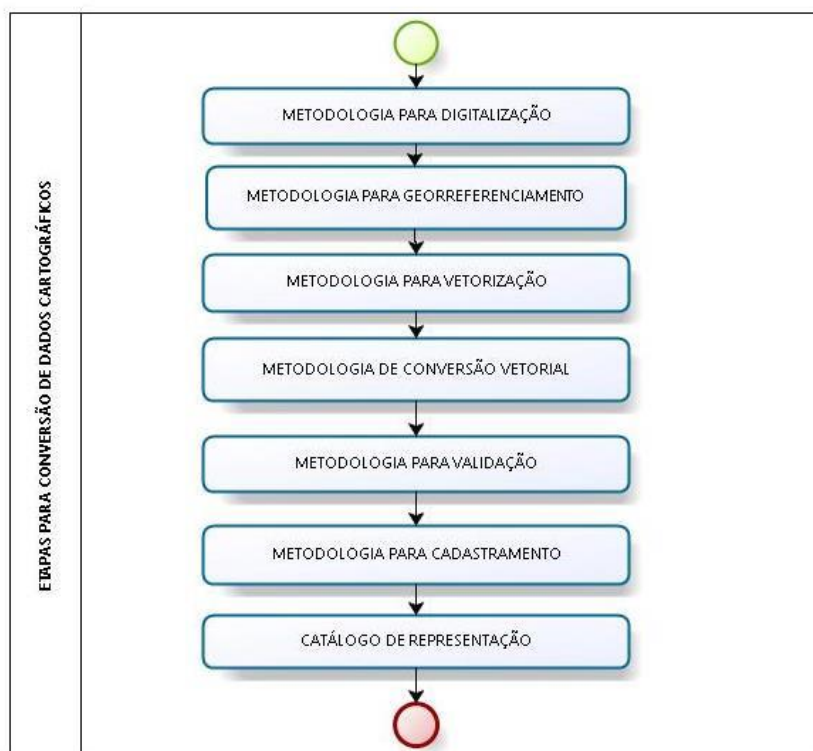 ETAPAS PARA CONVERSÃO DE DADOS CARTOGRÁFICOS
METODOLOGIA PARA DIGITALIZAÇÃO
METODOLOGIA PARA GEORREFERENCIAMENTO
METODOLOGIA PARA VETORIZAÇÃO
METODOLOGIA DE CONVERSÃO VETORIAL
METODOLOGIA PARA VALIDAÇÃO
METODOLOGIA PARA CADASTRAMENTO
CATÁLOGO DE REPRESENTAÇÃO